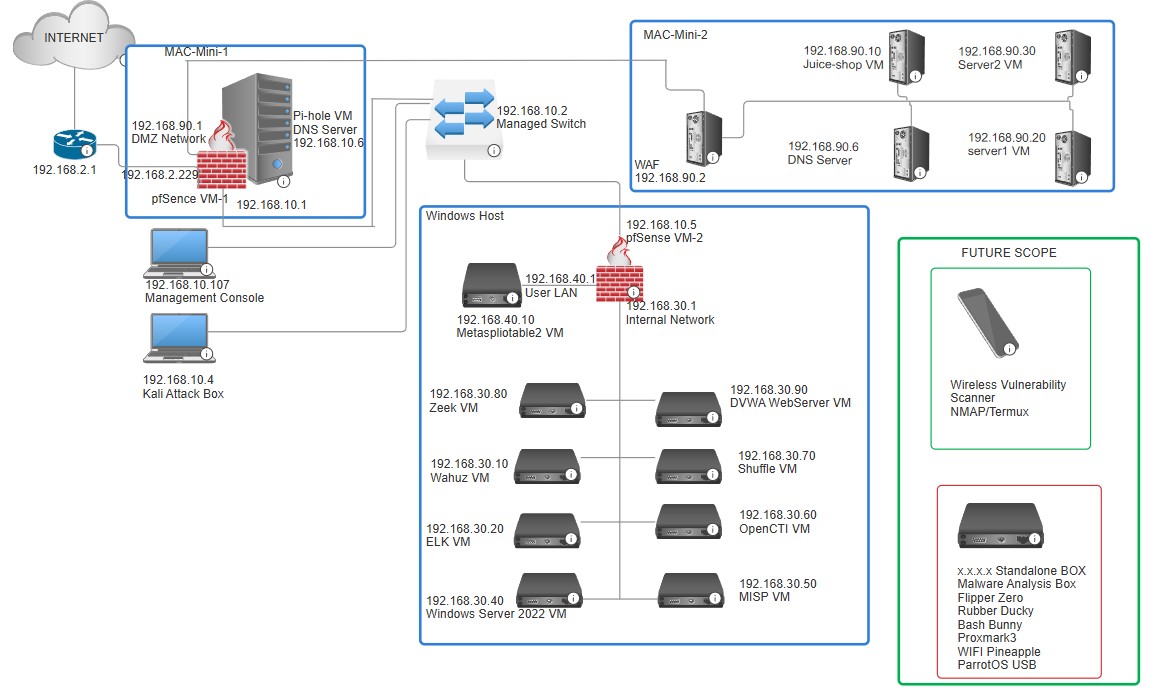 INTERNET
192.168.2.1
MAC-Mini-1
192.168.90.1
DMZ Network
192.168.2.229
pfSence VM-1
Pi-hole VM
DNS Server
192.168.10.6
192.168.10.1
192.168.10.2
Managed Switch
MAC-Mini-2
192.168.90.10
Juice-shop VM
192.168.90.30
Server2 VM
192.168.90.6
DNS Server
192.168.90.20
server1 VM
WAF
192.168.90.2
192.168.10.107
Management Console
192.168.10.4
Kali Attack Box
Windows Host
192.168.10.5
pfSense VM-2
192.168.40.1
User LAN
192.168.40.10
Metaspliotable2 VM
192.168.30.1
Internal Network
192.168.30.80
Zeek VM
192.168.30.90
DVWA WebServer VM
192.168.30.10
Wahuz VM
192.168.30.70
Shuffle VM
192.168.30.20
ELK VM
192.168.30.60
OpenCTI VM
192.168.30.40
Windows Server 2022 VM
192.168.30.50
MISP VM
FUTURE SCOPE
Wireless Vulnerability
Scanner
NMAP/Termux
x.x.x.x Standalone BOX
Malware Analysis Box
Flipper Zero
Rubber Ducky
Bash Bunny
Proxmark3
WIFI Pineapple
ParrotOS USB